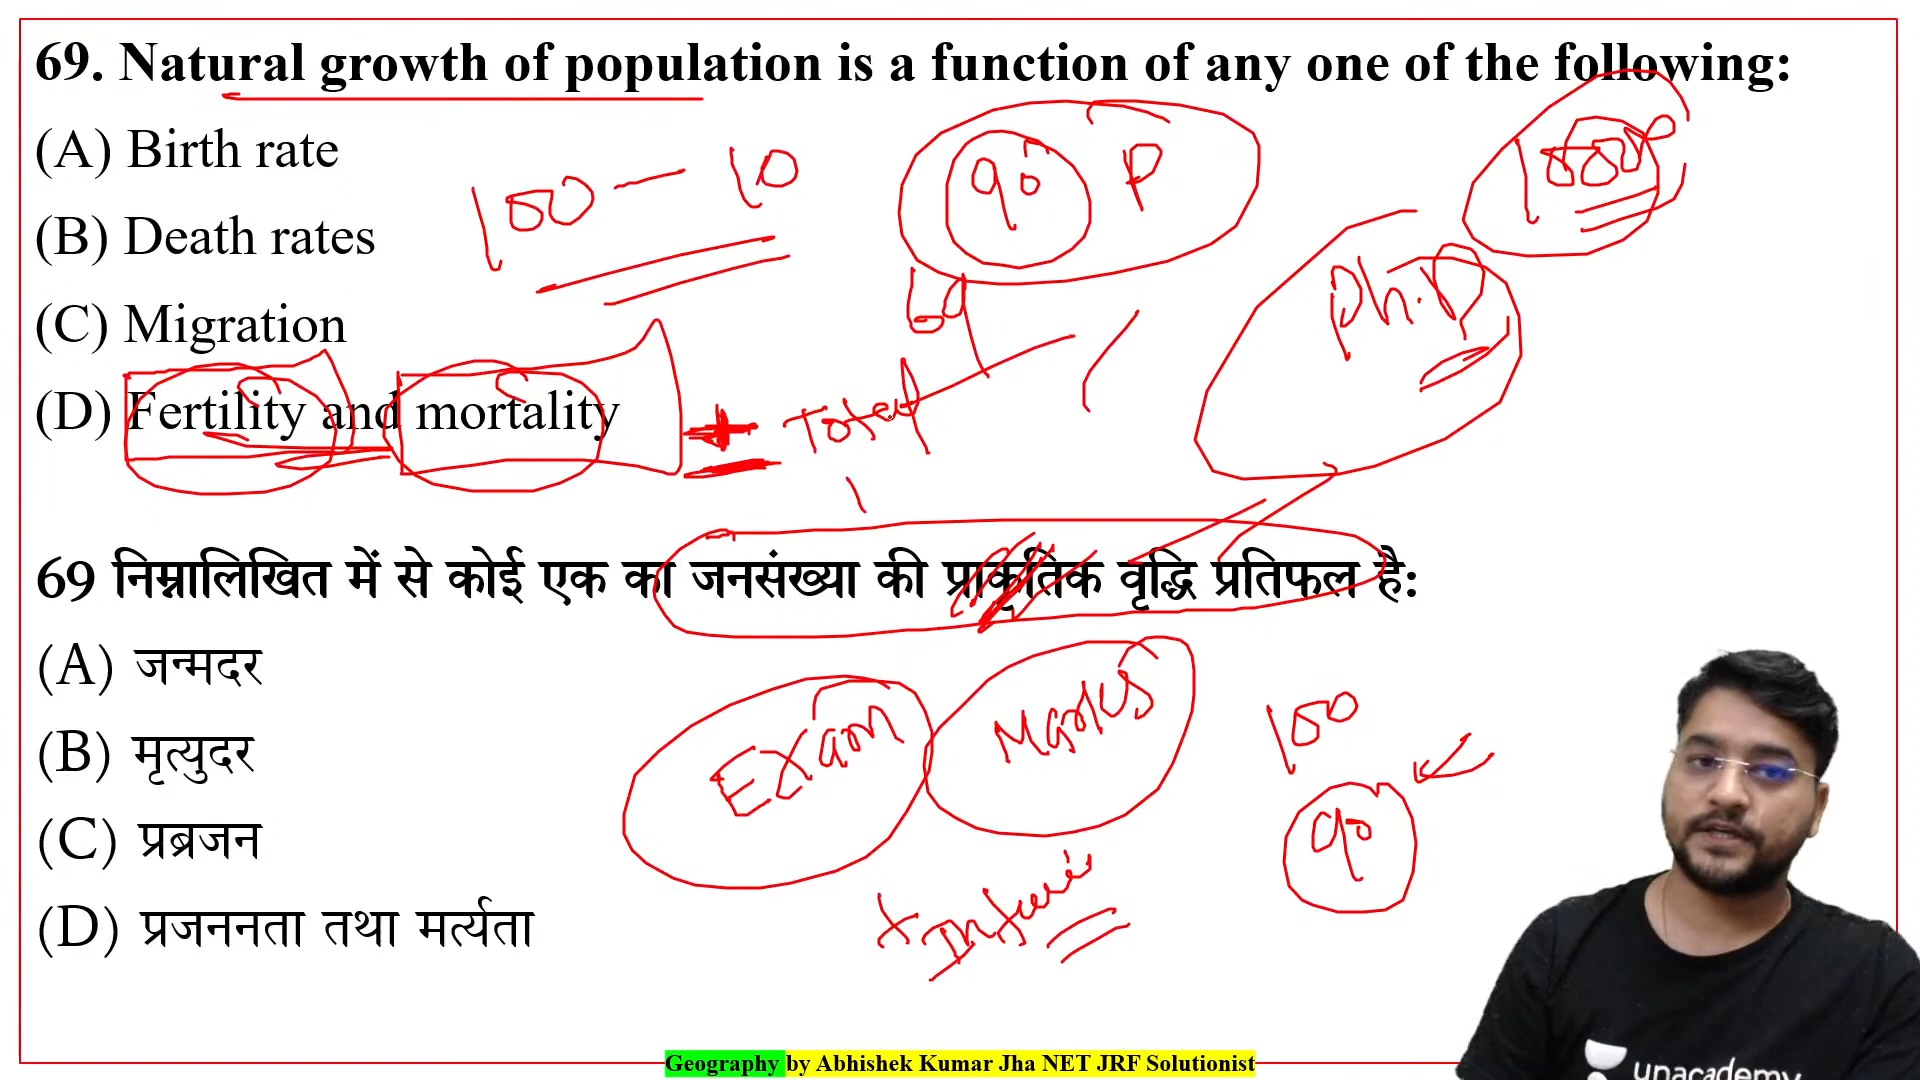 69. Natural growth of population is a function of any one of the following:
(A) Birth rate
100 - 10
90 P
(B) Death rates
Ph.D
(C) Migration
(D) Fertility and mortality
+ Total
69 निम्नालिखित में से कोई एक का जनसंख्या की प्राकृतिक वृद्धि प्रतिफल है:
(A) जन्मदर
Exam
Marks
100
(B) मृत्युदर
(C) प्रब्रजन
90
(D) प्रजननता तथा मर्त्यता
Geography by Abhishek Kumar Jha NET JRF Solutionist
unacademy